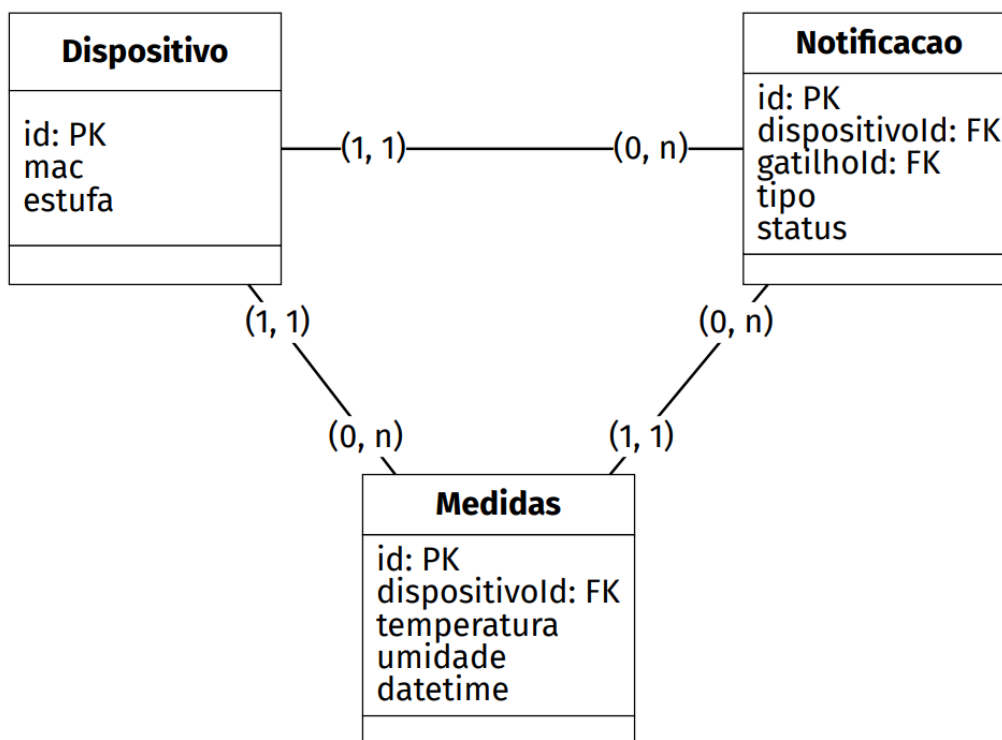 Dispositivo
id: PK
mac
estufa
Notificacao
id: PK
dispositivoId: FK
gatilhoId: FK
tipo
status
(1, 1)
(0, n)
(1, 1)
(0, n)
(0, n)
(1, 1)
Medidas
id: PK
dispositivoId: FK
temperatura
umidade
datetime